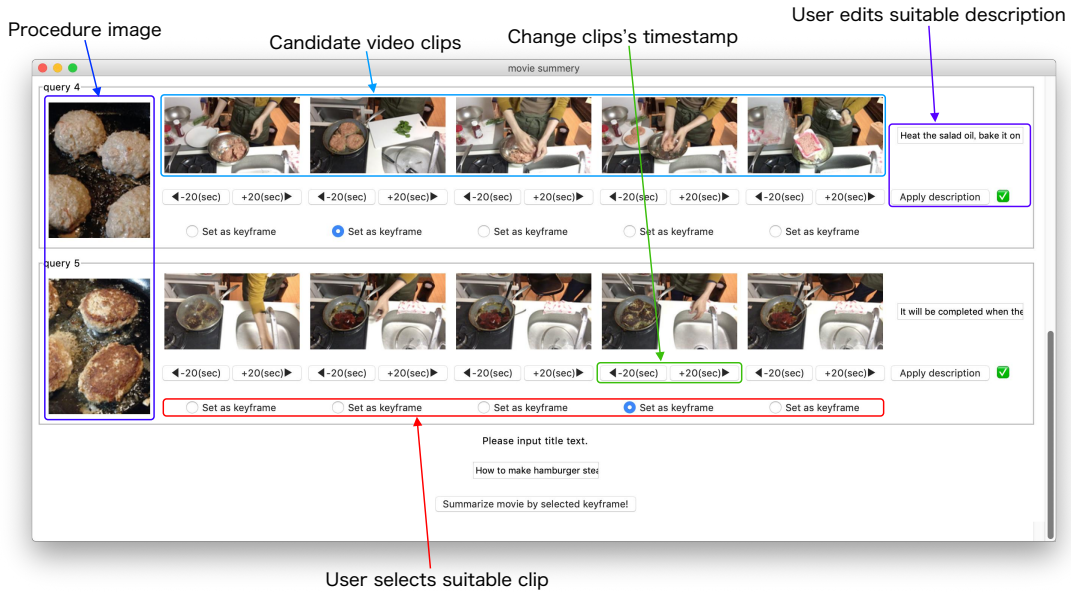 User edits suitable description
Procedure image
Candidate video clips
Change clips's timestamp
movie summery
query 4
Heat the salad oil, bake it on
◀-20(sec) +20(sec)▶ ◀-20(sec) +20(sec)▶ ◀-20(sec) +20(sec)▶ ◀-20(sec) +20(sec)▶ ◀-20(sec) +20(sec)▶ Apply description
Set as keyframe Set as keyframe Set as keyframe Set as keyframe Set as keyframe
query 5
It will be completed when the
◀-20(sec) +20(sec)▶ ◀-20(sec) +20(sec)▶ ◀-20(sec) +20(sec)▶ ◀-20(sec) +20(sec)▶ ◀-20(sec) +20(sec)▶ Apply description
Set as keyframe Set as keyframe Set as keyframe Set as keyframe Set as keyframe
Please input title text.
How to make hamburger stea
Summarize movie by selected keyframe!
User selects suitable clip